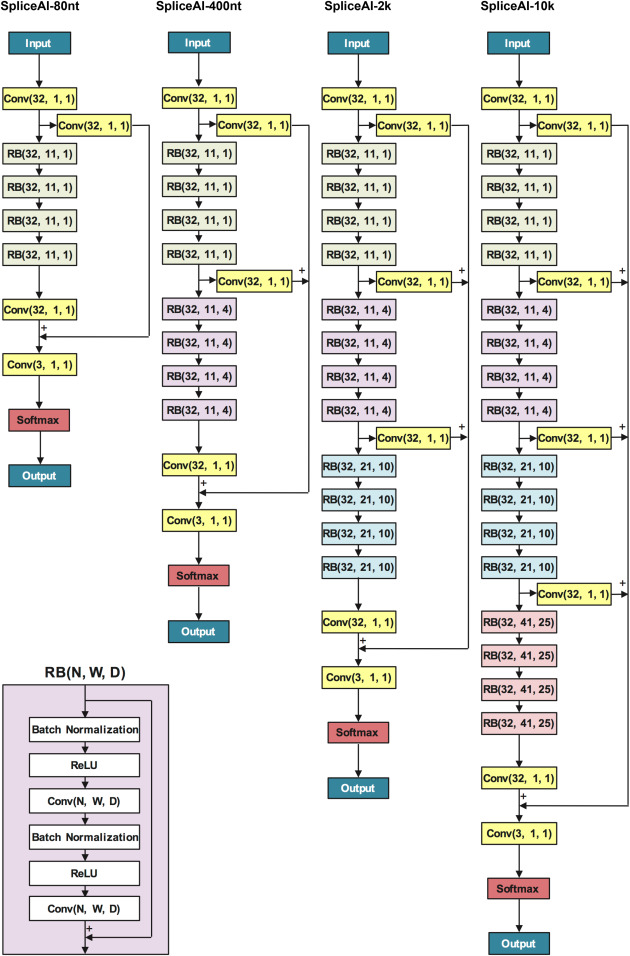 SpliceAI-80nt
Input
Conv(32, 1, 1)
Conv(32, 1, 1)
RB(32, 11, 1)
RB(32, 11, 1)
RB(32, 11, 1)
RB(32, 11, 1)
Conv(32, 1, 1)
+
Conv(3, 1, 1)
Softmax
Output
SpliceAI-400nt
Input
Conv(32, 1, 1)
Conv(32, 1, 1)
RB(32, 11, 1)
RB(32, 11, 1)
RB(32, 11, 1)
RB(32, 11, 1)
+
Conv(32, 1, 1)
RB(32, 11, 4)
RB(32, 11, 4)
RB(32, 11, 4)
RB(32, 11, 4)
Conv(32, 1, 1)
+
Conv(3, 1, 1)
Softmax
Output
SpliceAI-2k
Input
Conv(32, 1, 1)
Conv(32, 1, 1)
RB(32, 11, 1)
RB(32, 11, 1)
RB(32, 11, 1)
RB(32, 11, 1)
+
Conv(32, 1, 1)
RB(32, 11, 4)
RB(32, 11, 4)
RB(32, 11, 4)
RB(32, 11, 4)
+
Conv(32, 1, 1)
RB(32, 21, 10)
RB(32, 21, 10)
RB(32, 21, 10)
RB(32, 21, 10)
Conv(32, 1, 1)
+
Conv(3, 1, 1)
Softmax
Output
SpliceAI-10k
Input
Conv(32, 1, 1)
Conv(32, 1, 1)
RB(32, 11, 1)
RB(32, 11, 1)
RB(32, 11, 1)
RB(32, 11, 1)
+
Conv(32, 1, 1)
RB(32, 11, 4)
RB(32, 11, 4)
RB(32, 11, 4)
RB(32, 11, 4)
+
Conv(32, 1, 1)
RB(32, 21, 10)
RB(32, 21, 10)
RB(32, 21, 10)
RB(32, 21, 10)
+
Conv(32, 1, 1)
RB(32, 41, 25)
RB(32, 41, 25)
RB(32, 41, 25)
RB(32, 41, 25)
Conv(32, 1, 1)
+
Conv(3, 1, 1)
Softmax
Output
RB(N, W, D)
Batch Normalization
ReLU
Conv(N, W, D)
Batch Normalization
ReLU
Conv(N, W, D)
+